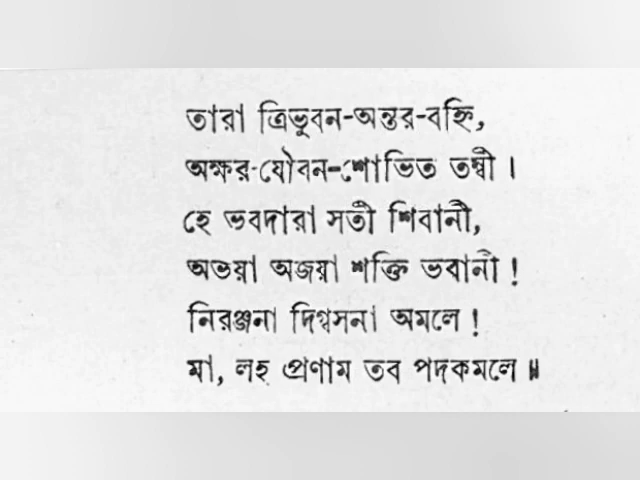 তারা ত্রিভুবন-অন্তর-বহ্নি,
অক্ষর-যৌবন-শোভিত তন্বী ।
হে ভবদারা সতী শিবানী,
অভয়া অজয়া শক্তি ভবানী !
নিরঞ্জনা দিগ্বসনা অমলে !
মা, লহ প্রণাম তব পদকমলে ॥